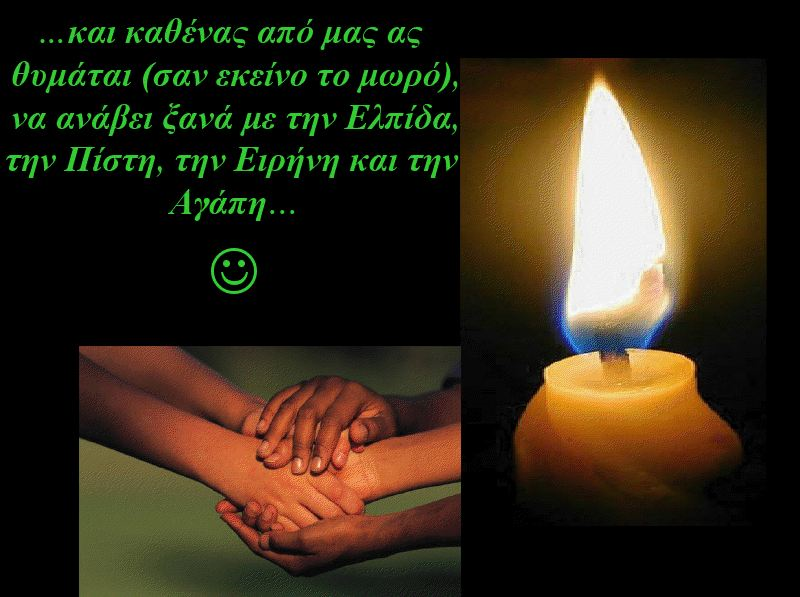 ...και καθένας από μας ας
θυμάται (σαν εκείνο το μωρό),
να ανάβει ξανά με την Ελπίδα,
την Πίστη, την Ειρήνη και την
Αγάπη...